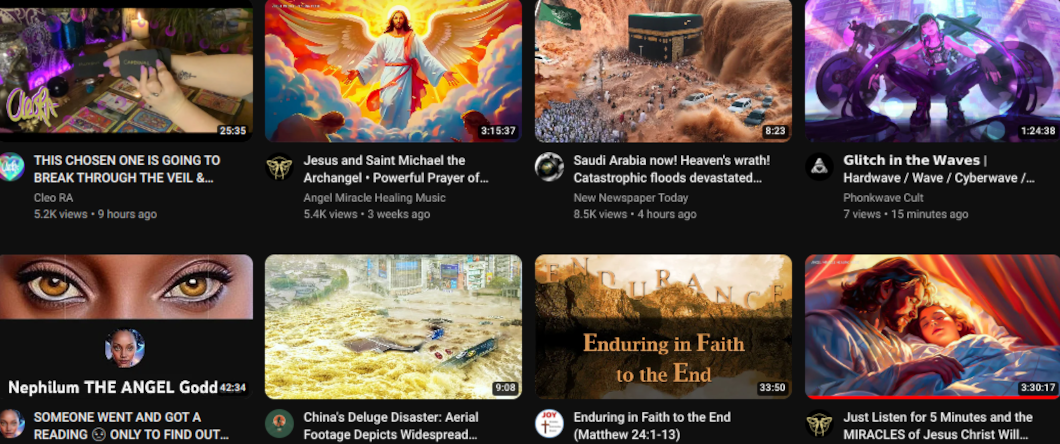 CleoRA
25:35
3:15:37
8:23
1:24:38
THIS CHOSEN ONE IS GOING TO
BREAK THROUGH THE VEIL &...
Cleo RA
5.2K views • 9 hours ago
Jesus and Saint Michael the
Archangel • Powerful Prayer of...
Angel Miracle Healing Music
5.4K views • 3 weeks ago
Saudi Arabia now! Heaven's wrath!
Catastrophic floods devastated...
New Newspaper Today
8.5K views • 4 hours ago
Glitch in the Waves |
Hardwave / Wave / Cyberwave /...
Phonkwave Cult
7 views • 15 minutes ago
Nephilum THE ANGEL Godd
42:34
9:08
ENDURANCE
Enduring in Faith
to the End
33:50
3:30:17
SOMEONE WENT AND GOT A
READING 😳 ONLY TO FIND OUT...
China's Deluge Disaster: Aerial
Footage Depicts Widespread...
JOY
Enduring in Faith to the End
(Matthew 24:1-13)
Just Listen for 5 Minutes and the
MIRACLES of Jesus Christ Will...